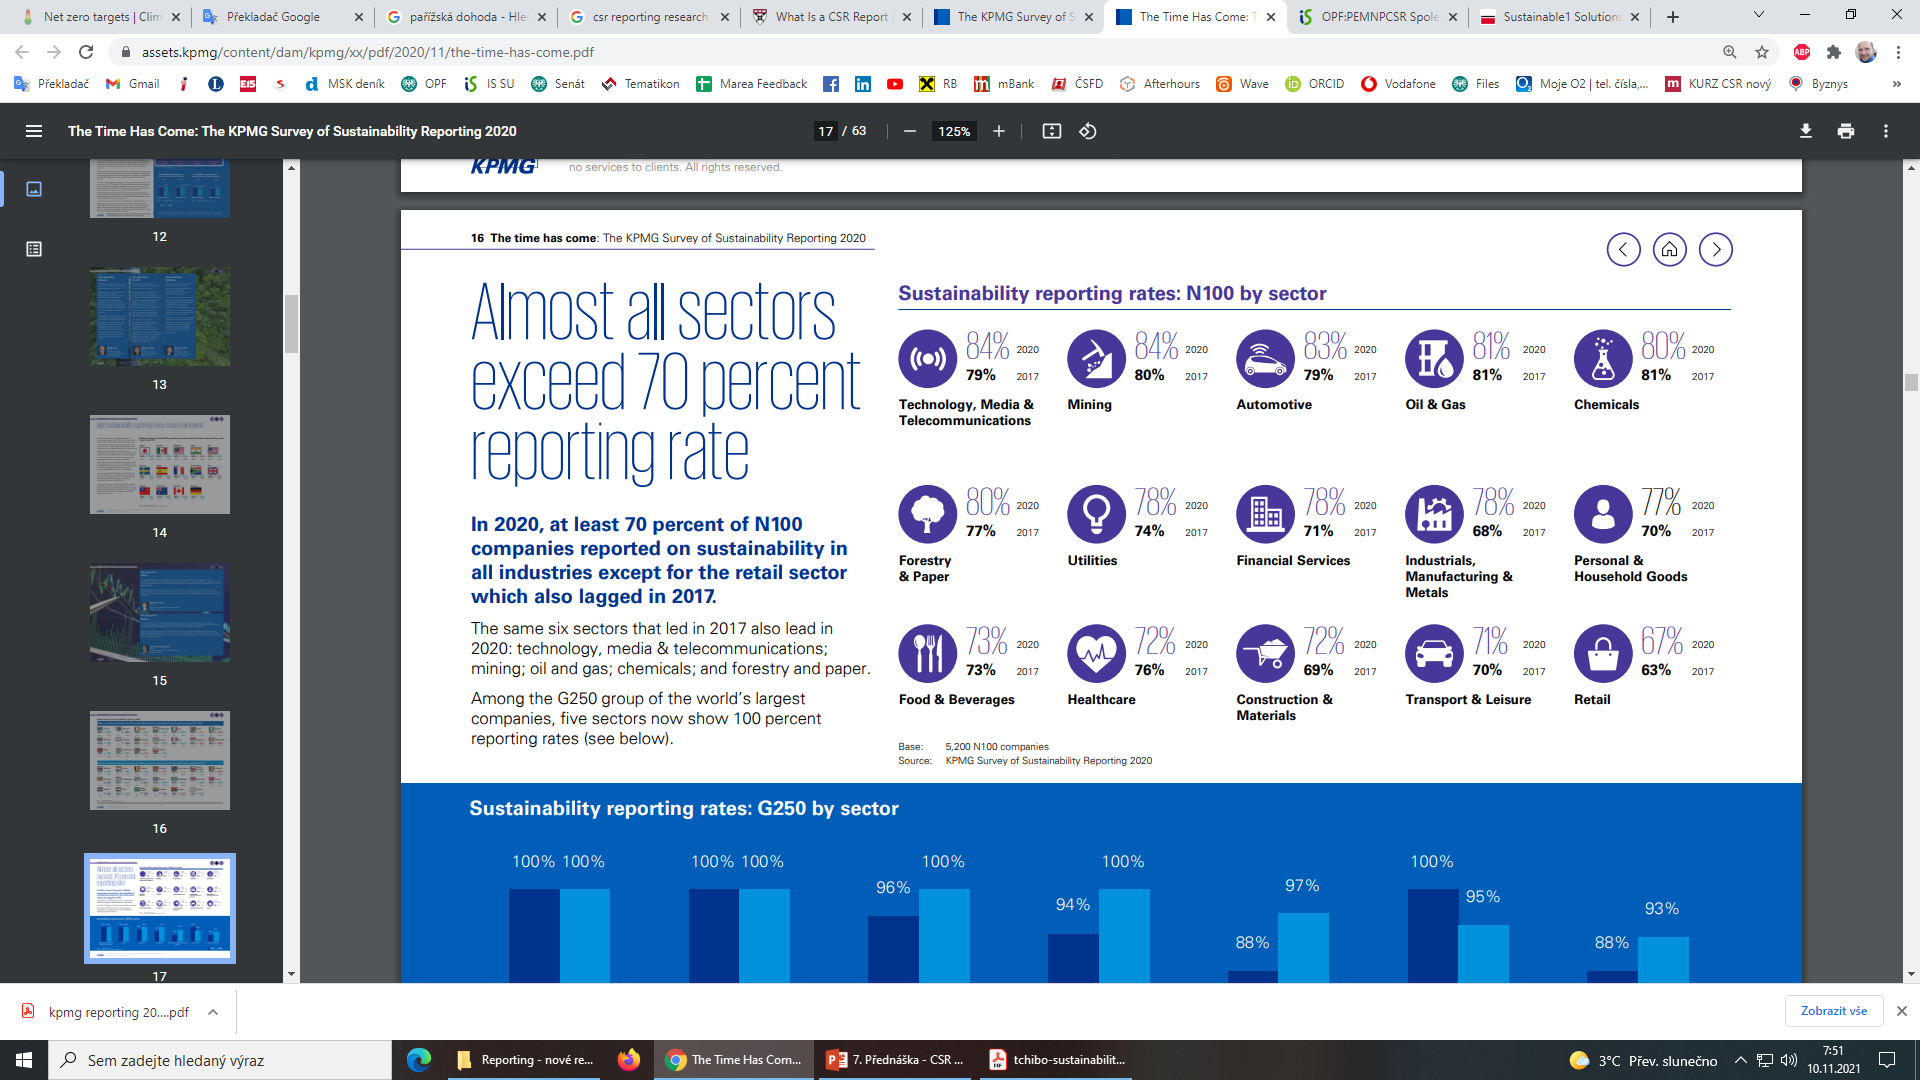 Net zero targets | Clim
Překladač Google
pařížská dohoda - Hle
csr reporting research
What Is a CSR Report
The KPMG Survey of S
The Time Has Come: T
OPF:PEMNPCSR Spole
Sustainable1 Solutions
assets.kpmg/content/dam/kpmg/xx/pdf/2020/11/the-time-has-come.pdf
Překladač
Gmail
MSK deník
OPF
IS SU
Senát
Tematikon
Marea Feedback
RB
mBank
ČSFD
Afterhours
Wave
ORCID
Vodafone
Files
Moje O2 | tel. čísla,...
KURZ CSR nový
Byznys
»
The Time Has Come: The KPMG Survey of Sustainability Reporting 2020
17 / 63
125%
12
13
14
15
16
17
KPMG
no services to clients. All rights reserved.
16 The time has come: The KPMG Survey of Sustainability Reporting 2020
Almost all sectors
exceed 70 percent
reporting rate
In 2020, at least 70 percent of N100
companies reported on sustainability in
all industries except for the retail sector
which also lagged in 2017.
The same six sectors that led in 2017 also lead in
2020: technology, media & telecommunications;
mining; oil and gas; chemicals; and forestry and paper.
Among the G250 group of the world's largest
companies, five sectors now show 100 percent
reporting rates (see below).
Sustainability reporting rates: N100 by sector
84% 2020
79% 2017
Technology, Media &
Telecommunications
84% 2020
80% 2017
Mining
83% 2020
79% 2017
Automotive
81% 2020
81% 2017
Oil & Gas
80% 2020
81% 2017
Chemicals
80% 2020
77% 2017
Forestry
& Paper
78% 2020
74% 2017
Utilities
78% 2020
71% 2017
Financial Services
78% 2020
68% 2017
Industrials,
Manufacturing &
Metals
77% 2020
70% 2017
Personal &
Household Goods
73% 2020
73% 2017
Food & Beverages
72% 2020
76% 2017
Healthcare
72% 2020
69% 2017
Construction &
Materials
71% 2020
70% 2017
Transport & Leisure
67% 2020
63% 2017
Retail
Base: 5,200 N100 companies
Source: KPMG Survey of Sustainability Reporting 2020
Sustainability reporting rates: G250 by sector
100% 100%
100% 100%
96% 100%
94% 100%
88% 97%
100% 95%
88% 93%
kpmg reporting 20....pdf
Zobrazit vše
Sem zadejte hledaný výraz
Reporting - nové re...
The Time Has Com...
7. Přednáška - CSR ...
tchibo-sustainabilit...
3°C Přev. slunečno
7:51
10.11.2021